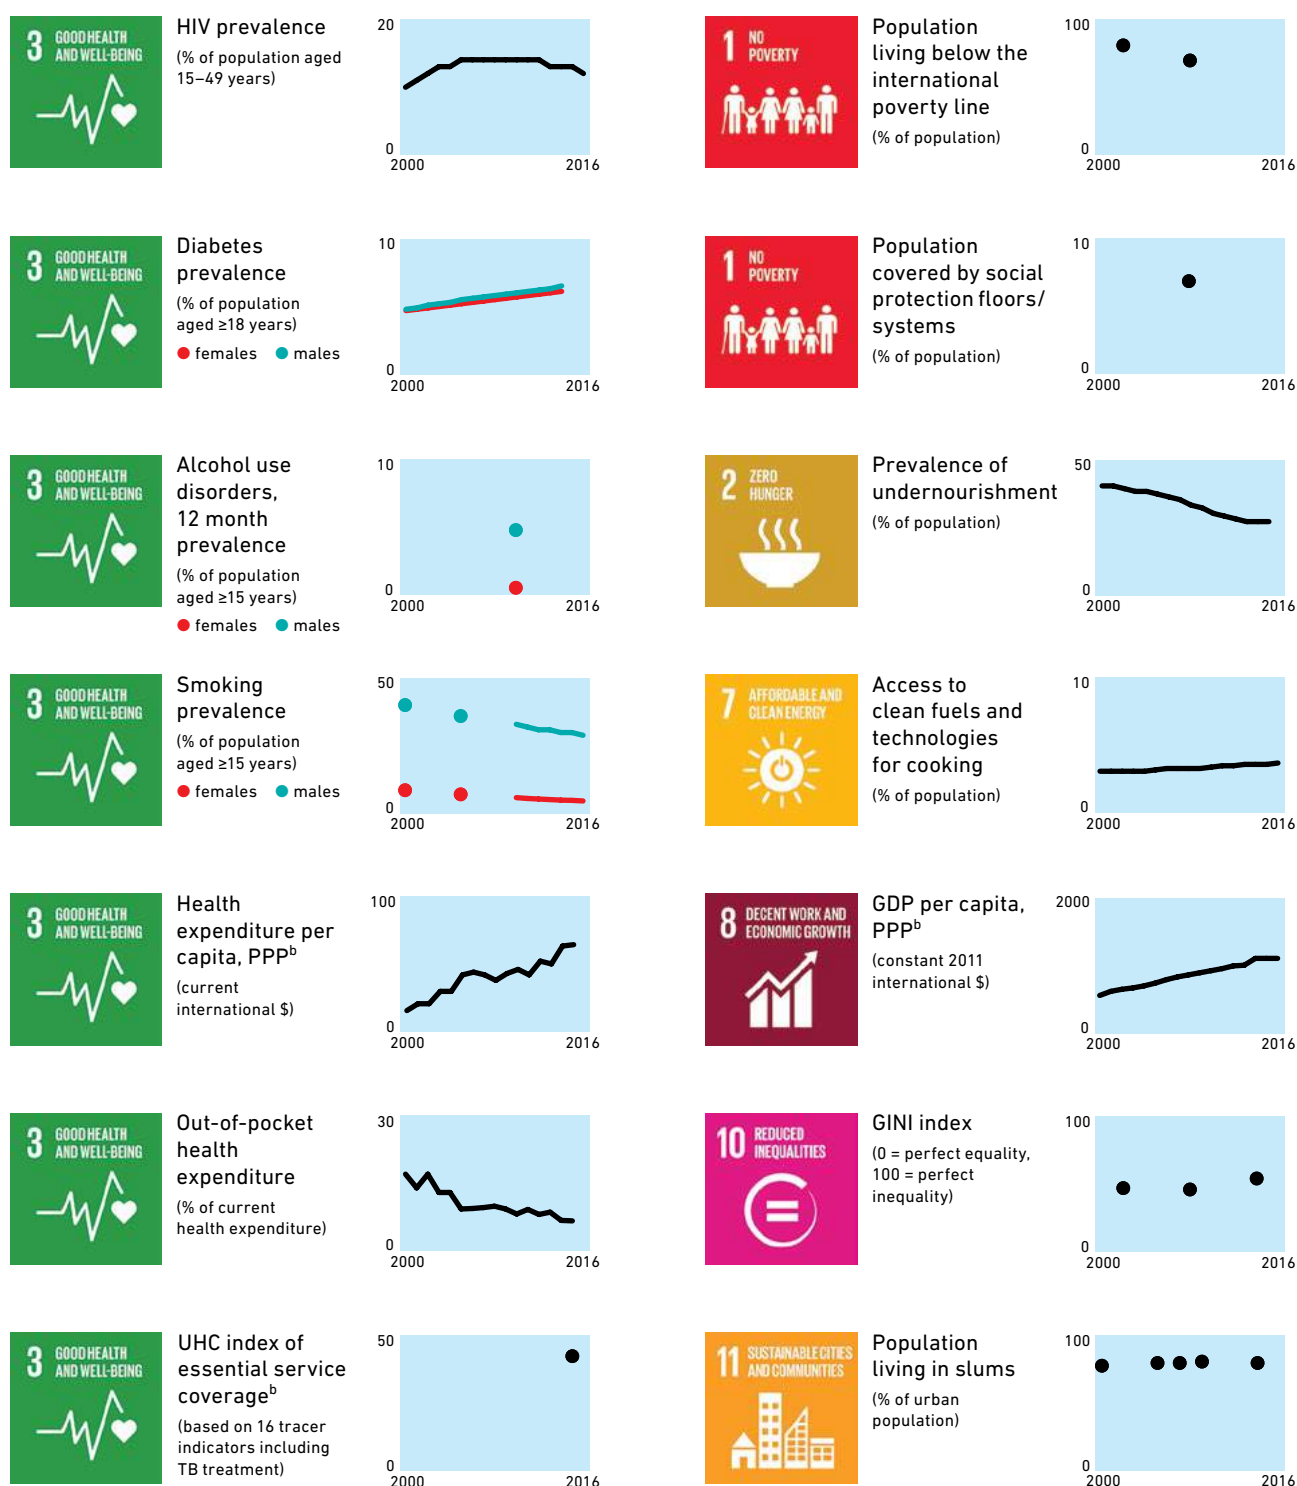 3 GOOD HEALTH
AND WELL-BEING
HIV prevalence
(% of population aged
15–49 years)
20
0
2000 2016
1 NO
POVERTY
Population
living below the
international
poverty line
(% of population)
100
0
2000 2016
3 GOOD HEALTH
AND WELL-BEING
Diabetes
prevalence
(% of population
aged ≥18 years)
females males
10
0
2000 2016
1 NO
POVERTY
Population
covered by social
protection floors/
systems
(% of population)
10
0
2000 2016
3 GOOD HEALTH
AND WELL-BEING
Alcohol use
disorders,
12 month
prevalence
(% of population
aged ≥15 years)
females males
10
0
2000 2016
2 ZERO
HUNGER
Prevalence of
undernourishment
(% of population)
50
0
2000 2016
3 GOOD HEALTH
AND WELL-BEING
Smoking
prevalence
(% of population
aged ≥15 years)
females males
50
0
2000 2016
7 AFFORDABLE AND
CLEAN ENERGY
Access to
clean fuels and
technologies
for cooking
(% of population)
10
0
2000 2016
3 GOOD HEALTH
AND WELL-BEING
Health
expenditure per
capita, PPPᵇ
(current
international $)
100
0
2000 2016
8 DECENT WORK AND
ECONOMIC GROWTH
GDP per capita,
PPPᵇ
(constant 2011
international $)
2000
0
2000 2016
3 GOOD HEALTH
AND WELL-BEING
Out-of-pocket
health
expenditure
(% of current
health expenditure)
30
0
2000 2016
10 REDUCED
INEQUALITIES
GINI index
(0 = perfect equality,
100 = perfect
inequality)
100
0
2000 2016
3 GOOD HEALTH
AND WELL-BEING
UHC index of
essential service
coverageᵇ
(based on 16 tracer
indicators including
TB treatment)
50
0
2000 2016
11 SUSTAINABLE CITIES
AND COMMUNITIES
Population
living in slums
(% of urban
population)
100
0
2000 2016